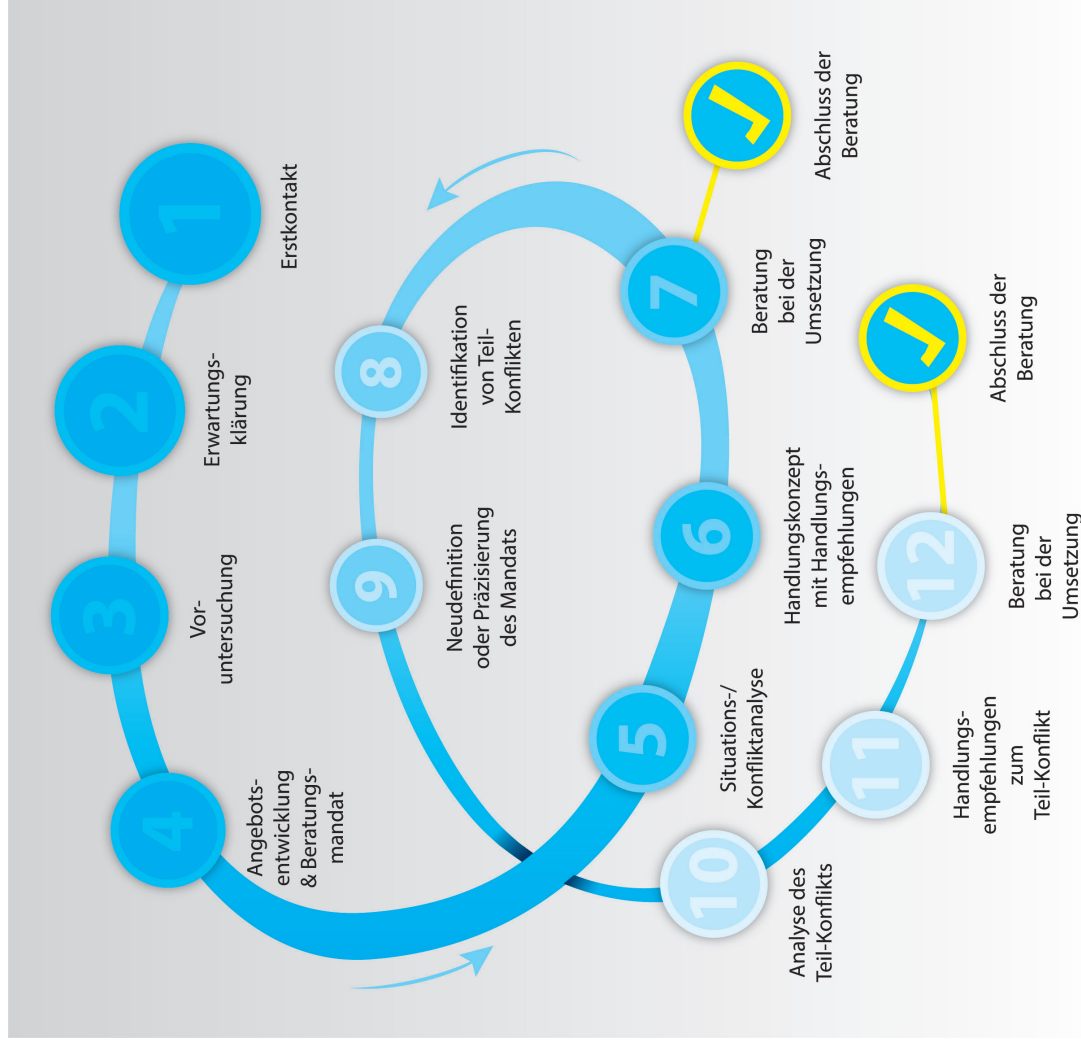 1
Erstkontakt
2
Erwartungs-
klärung
3
Vor-
untersuchung
4
Angebots-
entwicklung
& Beratungs-
mandat
5
Situations-/
Konfliktanalyse
6
Handlungskonzept
mit Handlungs-
empfehlungen
7
Beratung
bei der
Umsetzung
Abschluss der
Beratung
8
Identifikation
von Teil-
Konflikten
9
Neudefinition
oder Präzisierung
des Mandats
10
Analyse des
Teil-Konflikts
11
Handlungs-
empfehlungen
zum
Teil-Konflikt
12
Beratung
bei der
Umsetzung
Abschluss der
Beratung